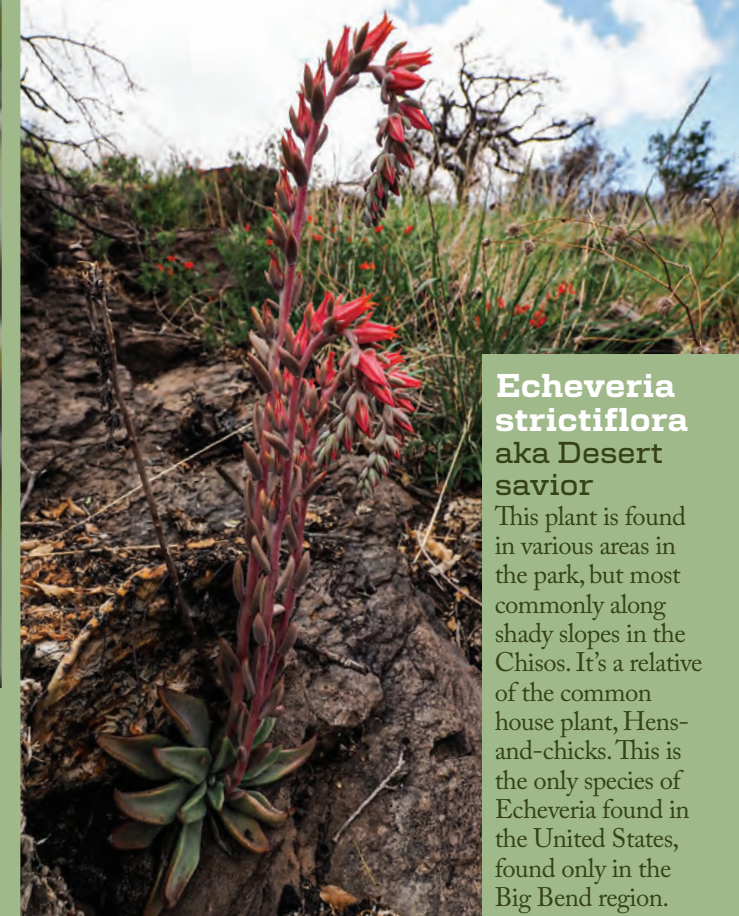 Echeveria
strictiflora
aka Desert
savior
This plant is found
in various areas in
the park, but most
commonly along
shady slopes in the
Chisos. It’s a relative
of the common
house plant, Hens-
and-chicks. This is
the only species of
Echeveria found in
the United States,
found only in the
Big Bend region.